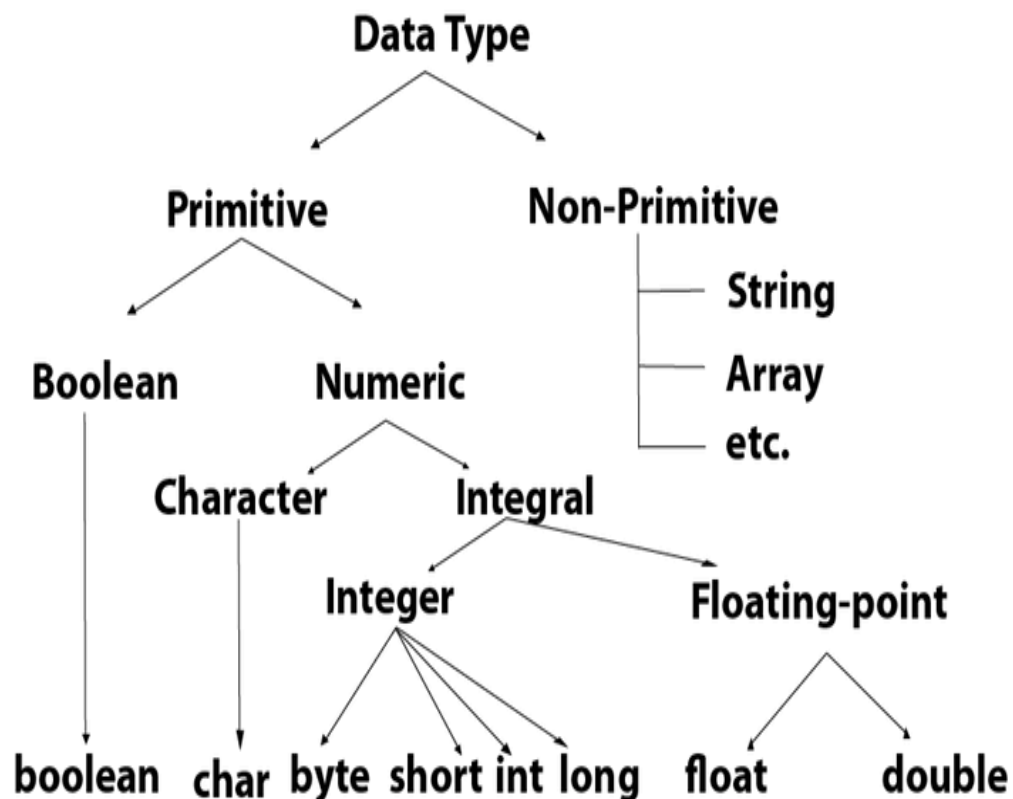 Data Type
Primitive
Non-Primitive
String
Array
etc.
Boolean
Numeric
Character
Integral
Integer
Floating-point
boolean
char
byte
short
int
long
float
double